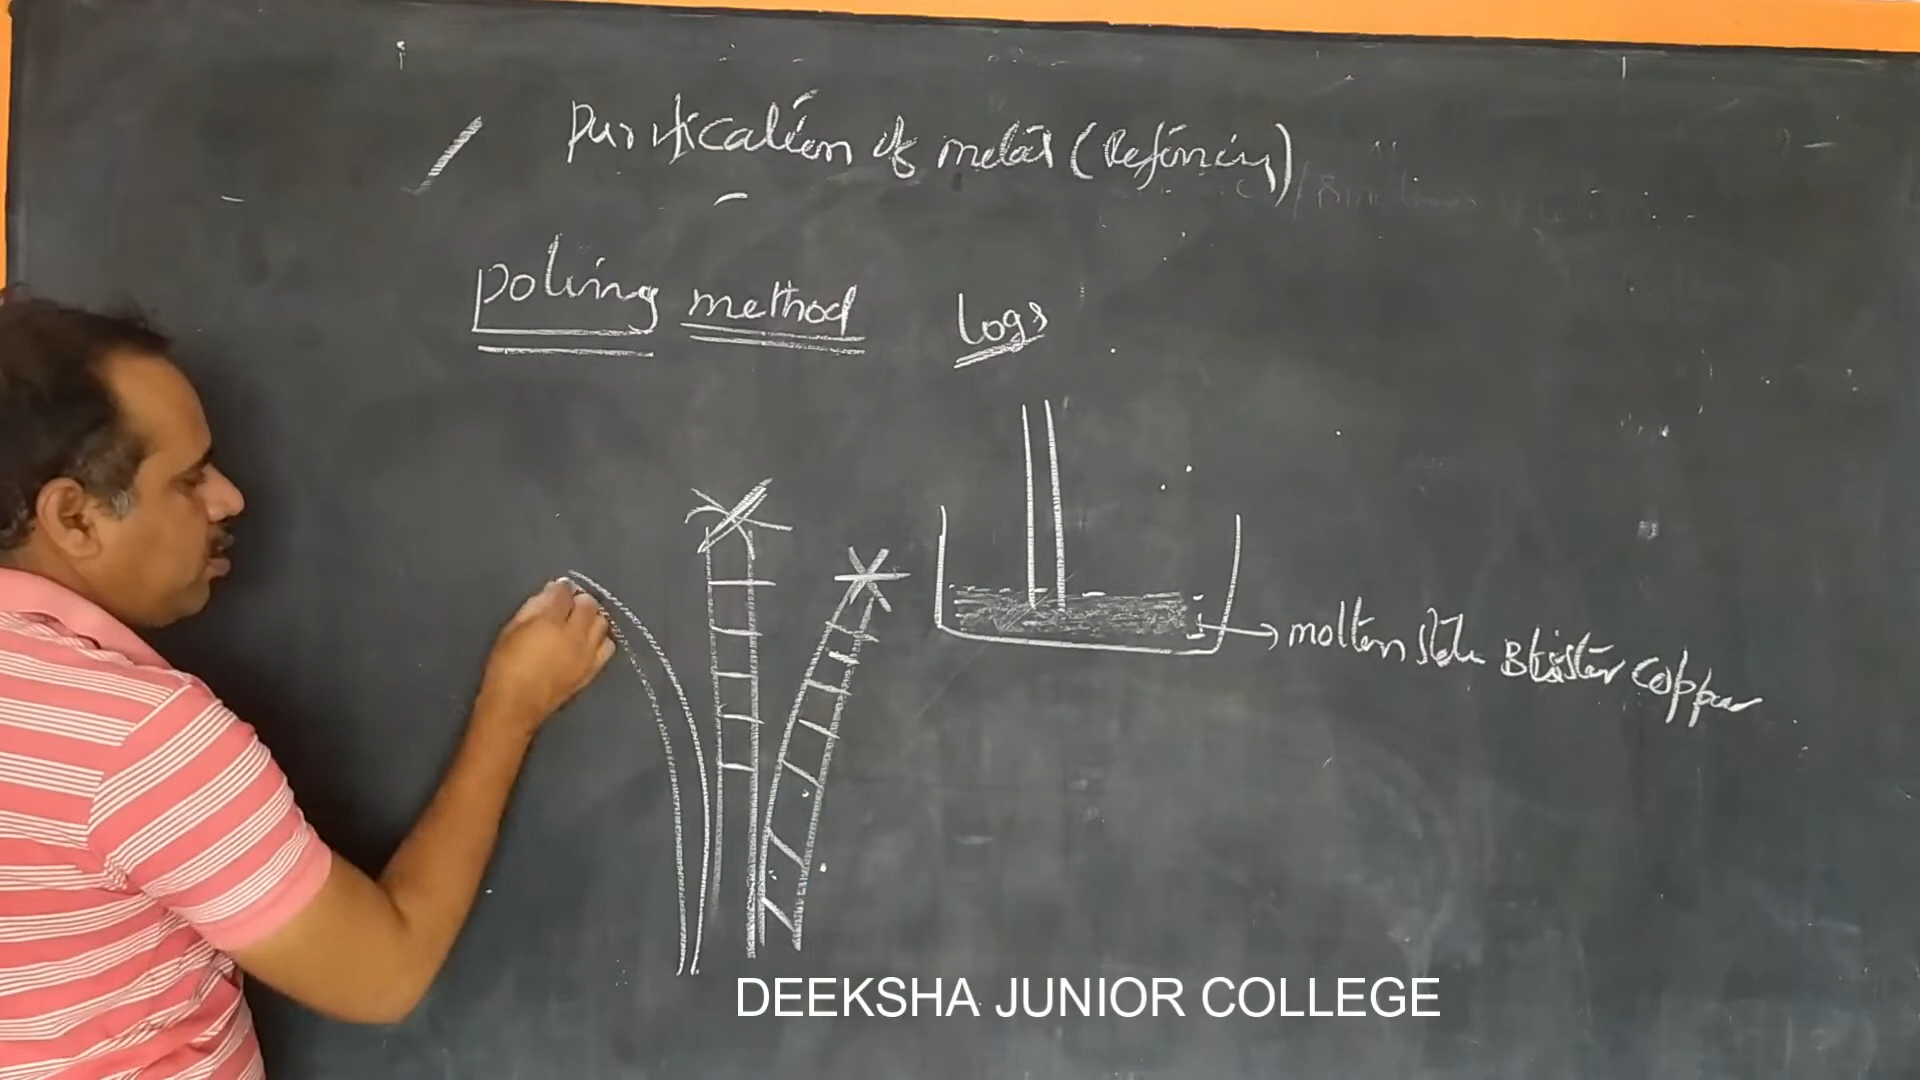 Purification of metal (Refining)
poling method logs
molten state Blister Copper
DEEKSHA JUNIOR COLLEGE